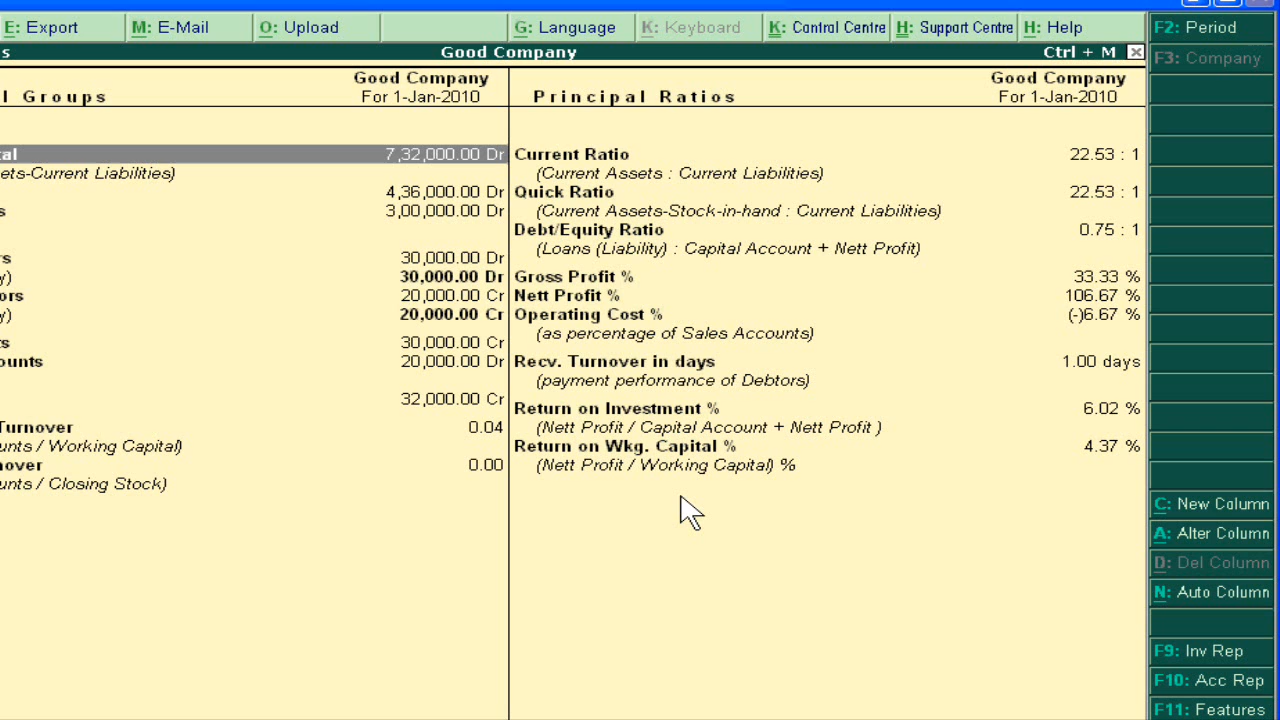 E: Export M: E-Mail O: Upload G: Language K: Keyboard K: Control Centre H: Support Centre H: Help F2: Period
s Good Company Ctrl + M
F3: Company
Good Company Good Company
l Groups For 1-Jan-2010 Principal Ratios For 1-Jan-2010
tal 7,32,000.00 Dr Current Ratio 22.53 : 1
ets-Current Liabilities) (Current Assets : Current Liabilities)
4,36,000.00 Dr Quick Ratio 22.53 : 1
s 3,00,000.00 Dr (Current Assets-Stock-in-hand : Current Liabilities)
Debt/Equity Ratio 0.75 : 1
(Loans (Liability) : Capital Account + Nett Profit)
rs 30,000.00 Dr
y) 30,000.00 Dr Gross Profit % 33.33 %
ors 20,000.00 Cr Nett Profit % 106.67 %
y) 20,000.00 Cr Operating Cost % (-)6.67 %
(as percentage of Sales Accounts)
ts 30,000.00 Cr
ounts 20,000.00 Dr Recv. Turnover in days 1.00 days
(payment performance of Debtors)
32,000.00 Cr
Return on Investment % 6.02 %
Turnover 0.04 (Nett Profit / Capital Account + Nett Profit )
unts / Working Capital) Return on Wkg. Capital % 4.37 %
nover 0.00 (Nett Profit / Working Capital) %
unts / Closing Stock)
C: New Column
A: Alter Column
D: Del Column
N: Auto Column
F9: Inv Rep
F10: Acc Rep
F11: Features